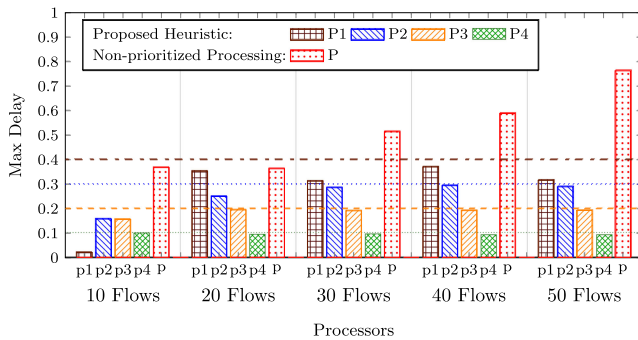 1
0.9
0.8
0.7
0.6
0.5
0.4
0.3
0.2
0.1
0
Max Delay
Proposed Heuristic: P1 P2 P3 P4
Non-prioritized Processing: P
p1 p2 p3 p4 p p1 p2 p3 p4 p p1 p2 p3 p4 p p1 p2 p3 p4 p p1 p2 p3 p4 p
10 Flows 20 Flows 30 Flows 40 Flows 50 Flows
Processors